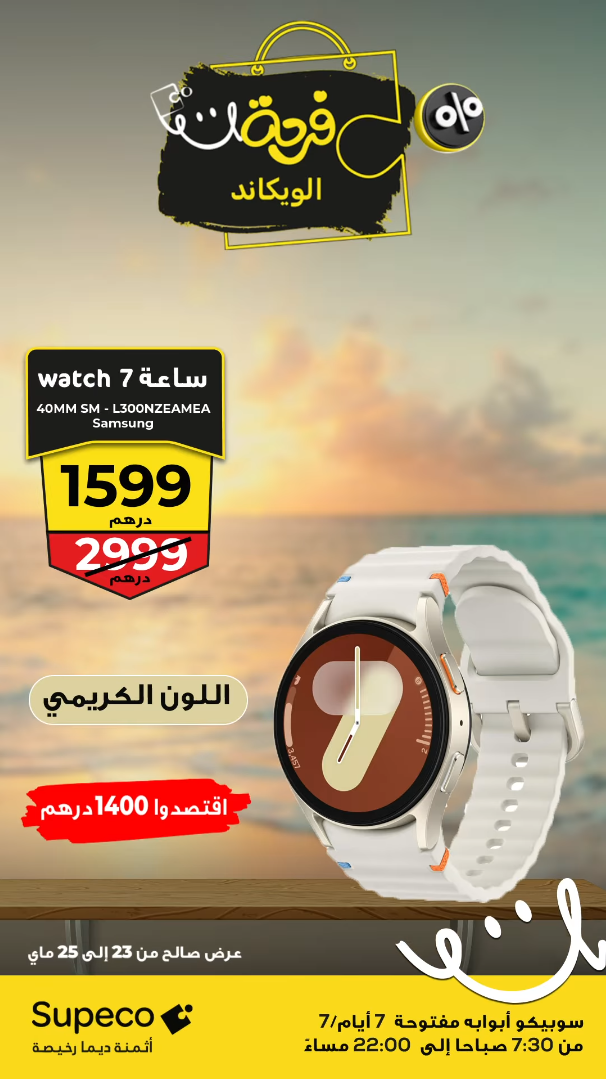 فرحة
الويكاند
%
ساعة watch 7
40MM SM - L300NZEAMEA
Samsung
1599
درهم
2999
درهم
اللون الكريمي
3,457
اقتصدوا 1400 درهم
عرض صالح من 23 إلى 25 ماي
Supeco
أثمنة ديما رخيصة
سوبيكو أبوابه مفتوحة 7 أيام/7
من 7:30 صباحا إلى 22:00 مساءً